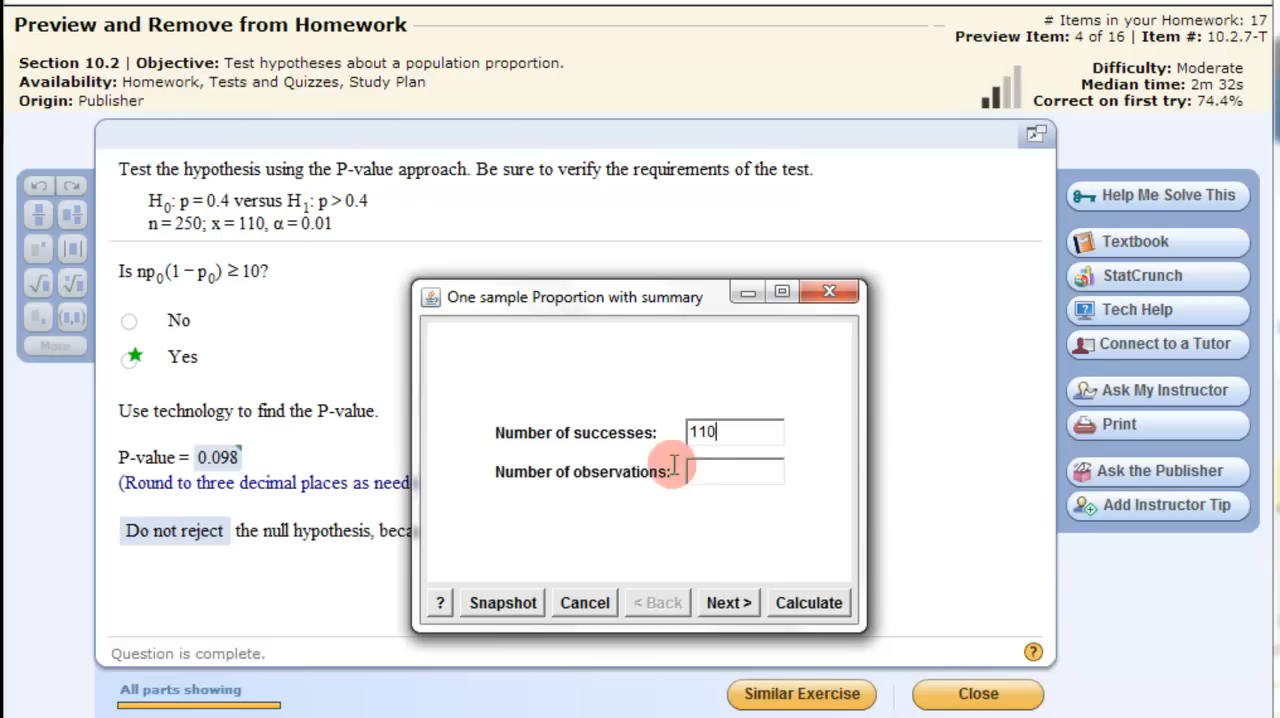 Preview and Remove from Homework
# Items in your Homework: 17
Preview Item: 4 of 16 | Item #: 10.2.7-T
Section 10.2 | Objective: Test hypotheses about a population proportion.
Availability: Homework, Tests and Quizzes, Study Plan
Origin: Publisher
Difficulty: Moderate
Median time: 2m 32s
Correct on first try: 74.4%
Test the hypothesis using the P-value approach. Be sure to verify the requirements of the test.
H0: p = 0.4 versus H1: p > 0.4
n = 250; x = 110, α = 0.01
Is np0(1 − p0) ≥ 10?
No
Yes
Use technology to find the P-value.
P-value = 0.098
(Round to three decimal places as need
Do not reject the null hypothesis, beca
Question is complete.
All parts showing
Similar Exercise
Close
More
One sample Proportion with summary
Number of successes: 110
Number of observations:
? Snapshot Cancel < Back Next > Calculate
Help Me Solve This
Textbook
StatCrunch
Tech Help
Connect to a Tutor
Ask My Instructor
Print
Ask the Publisher
Add Instructor Tip
?